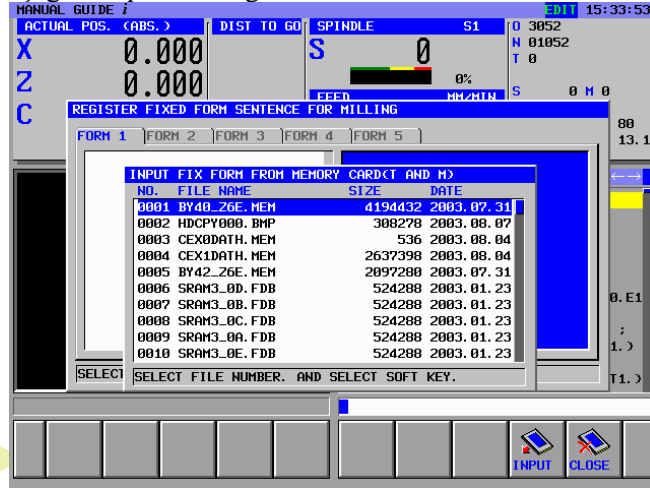 MANUAL GUIDE i EDIT 15:33:53
ACTUAL POS. (ABS.) DIST TO GO SPINDLE S1 O 3052
N 01052
X 0.000 S 0 T 0
Z 0.000 0%
FEED MM/MIN S 0 M 0
C
REGISTER FIXED FORM SENTENCE FOR MILLING
80
FORM 1 FORM 2 FORM 3 FORM 4 FORM 5
13.1
INPUT FIX FORM FROM MEMORY CARD(T AND M)
NO. FILE NAME SIZE DATE
0001 BY40_Z6E.MEM 4194432 2003.07.31
0002 HDCPY000.BMP 308278 2003.08.07
0003 CEX0DATH.MEM 536 2003.08.04
0004 CEX1DATH.MEM 2637398 2003.08.04
0005 BY42_Z6E.MEM 2097280 2003.07.31
0006 SRAM3_0D.FDB 524288 2003.01.23
0007 SRAM3_0B.FDB 524288 2003.01.23
0.E1
0008 SRAM3_0C.FDB 524288 2003.01.23
0009 SRAM3_0A.FDB 524288 2003.01.23
;
0010 SRAM3_0E.FDB 524288 2003.01.23
1.)
SELECT
SELECT FILE NUMBER. AND SELECT SOFT KEY.
T1.)
INPUT CLOSE